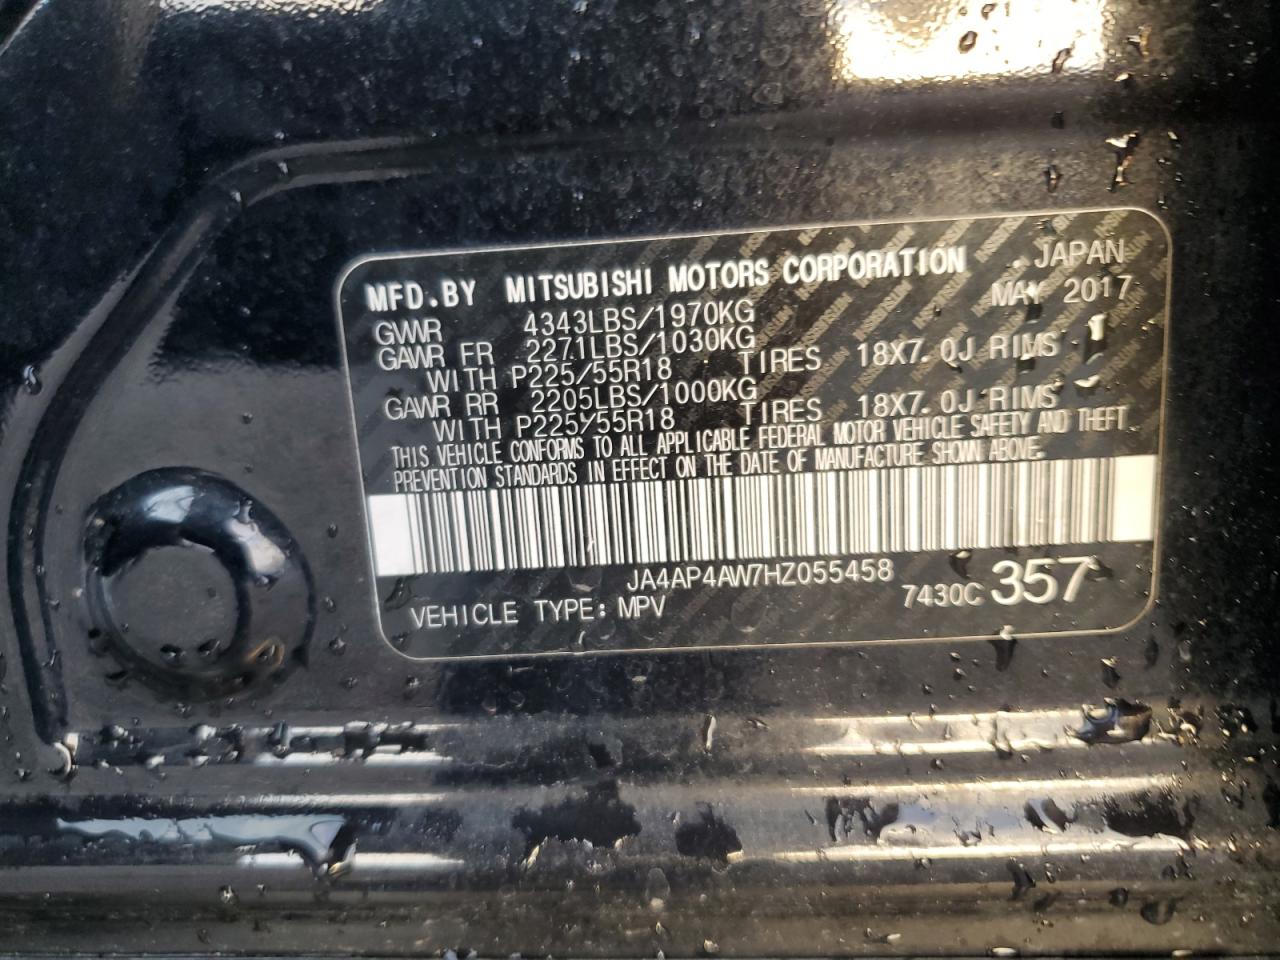 MFD.BY MITSUBISHI MOTORS CORPORATION JAPAN
MAY 2017
GVWR 4343LBS/1970KG
GAWR FR 2271LBS/1030KG
WITH P225/55R18 TIRES 18X7.0J RIMS
GAWR RR 2205LBS/1000KG
WITH P225/55R18 TIRES 18X7.0J RIMS
THIS VEHICLE CONFORMS TO ALL APPLICABLE FEDERAL MOTOR VEHICLE SAFETY AND THEFT
PREVENTION STANDARDS IN EFFECT ON THE DATE OF MANUFACTURE SHOWN ABOVE.
JA4AP4AW7HZ055458
VEHICLE TYPE: MPV 7430C 357